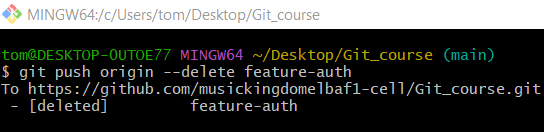 MINGW64:/c/Users/tom/Desktop/Git_course
tom@DESKTOP-OUTOE77 MINGW64 ~/Desktop/Git_course (main)
$ git push origin --delete feature-auth
To https://github.com/musickingdomelbaf1-cell/Git_course.git
 - [deleted]         feature-auth